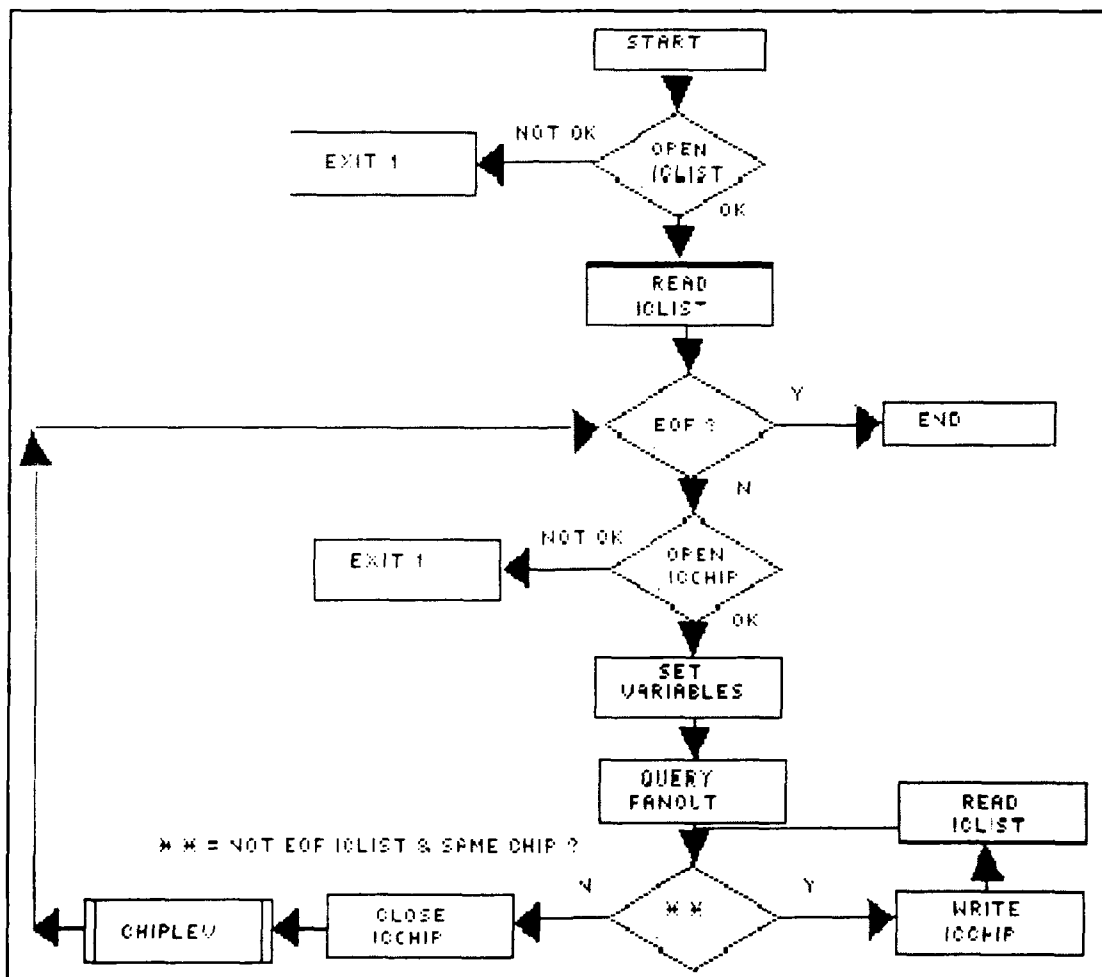 START
NOT OK
EXIT 1
OPEN
ICLIST
OK
READ
ICLIST
Y
EOF ?
END
N
NOT OK
EXIT 1
OPEN
ICCHIP
OK
SET
VARIABLES
QUERY
FANOUT
READ
ICLIST
** = NOT EOF ICLIST & SAME CHIP ?
N
Y
**
CHIPLEV
CLOSE
ICCHIP
WRITE
ICCHIP